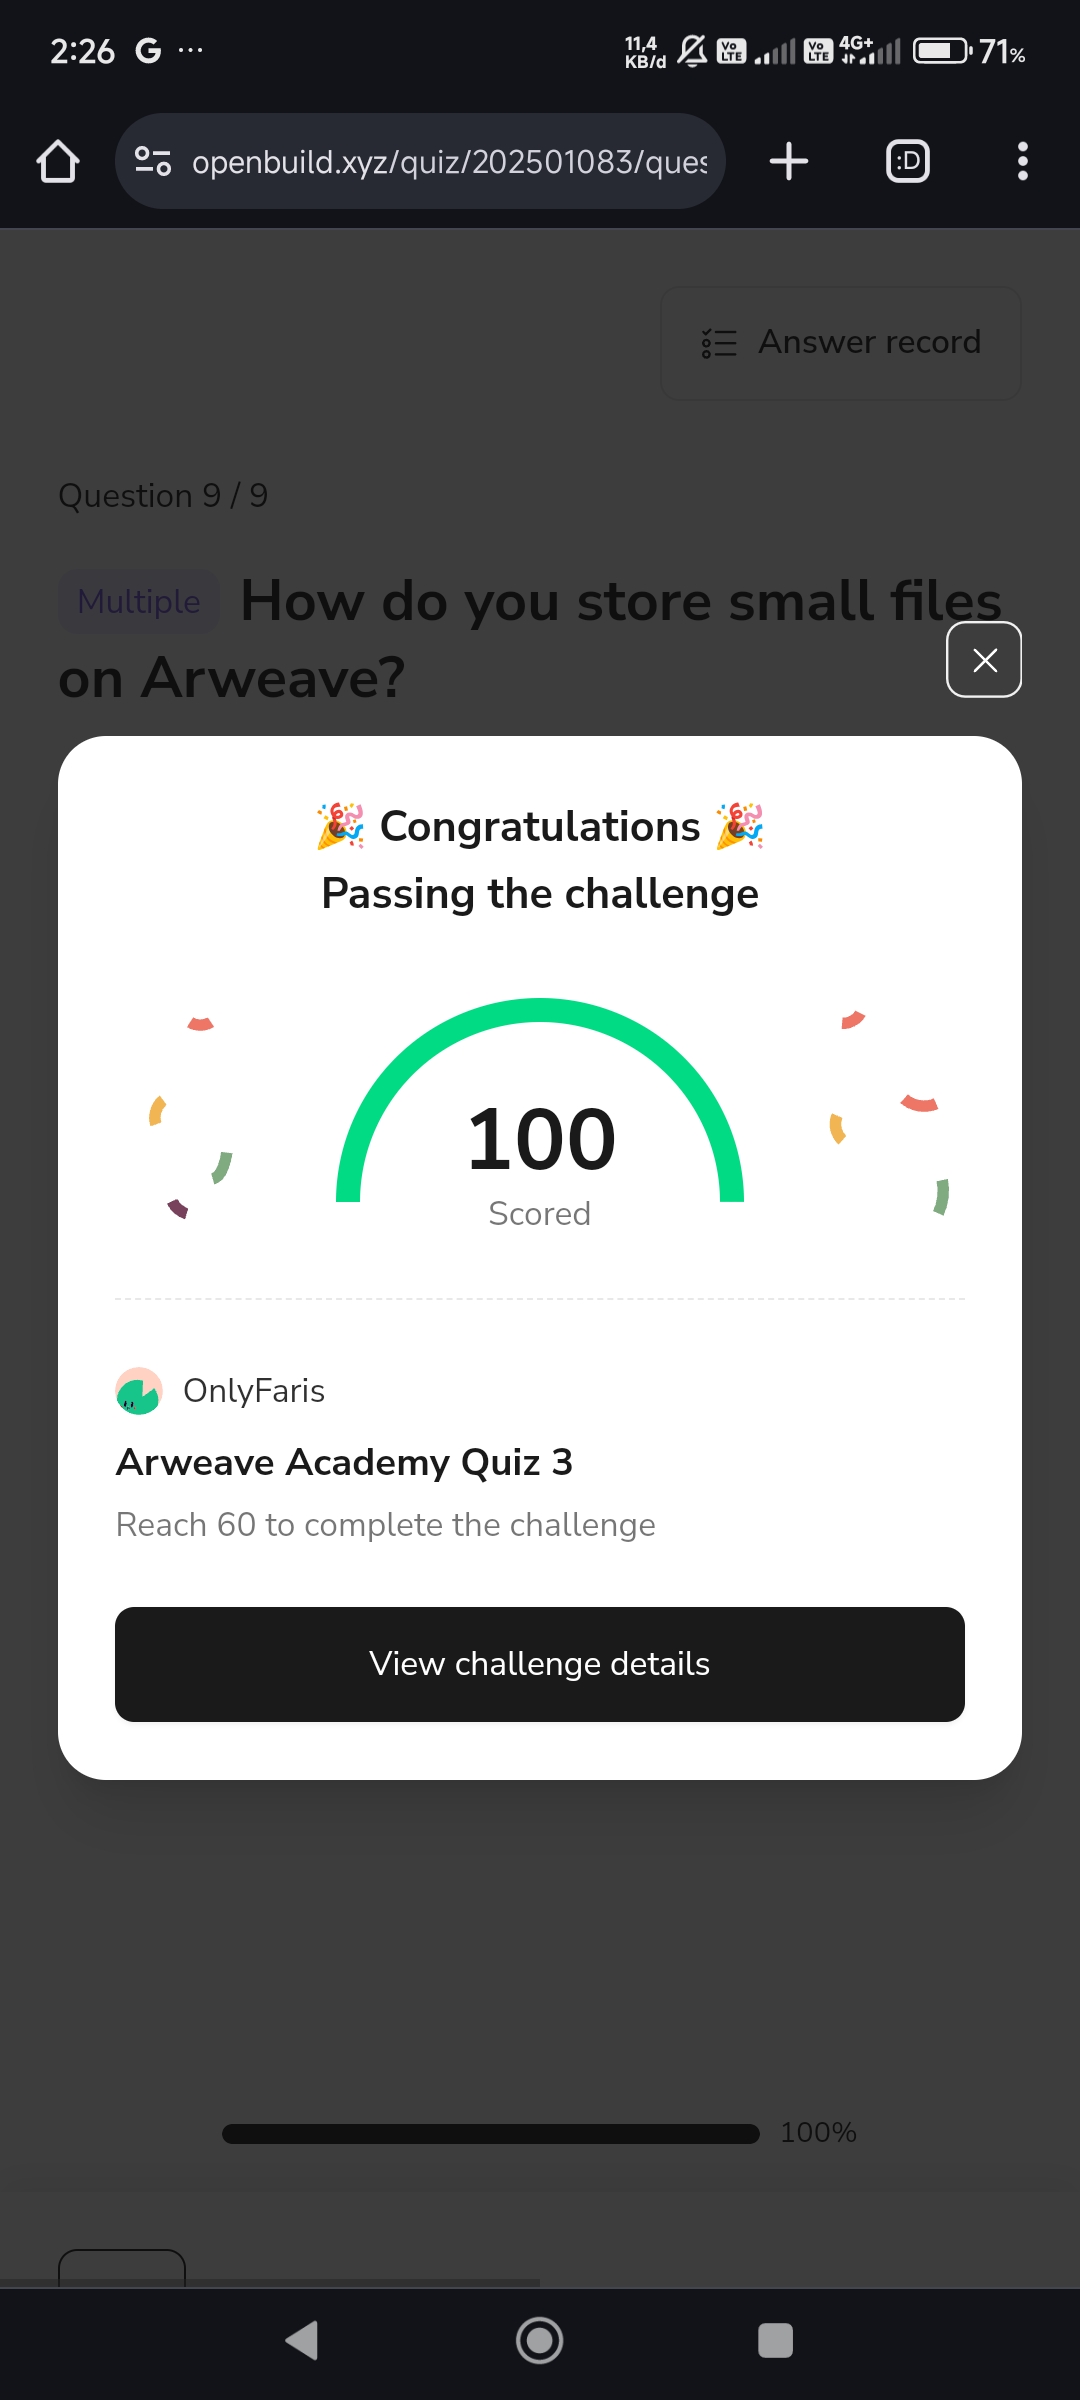 2:26
11,4 KB/d
Vo LTE
Vo LTE
4G+
71%
openbuild.xyz/quiz/202501083/ques
:D
Answer record
Question 9 / 9
Multiple How do you store small files
on Arweave?
🎉 Congratulations 🎉
Passing the challenge
100
Scored
OnlyFaris
Arweave Academy Quiz 3
Reach 60 to complete the challenge
View challenge details
100%